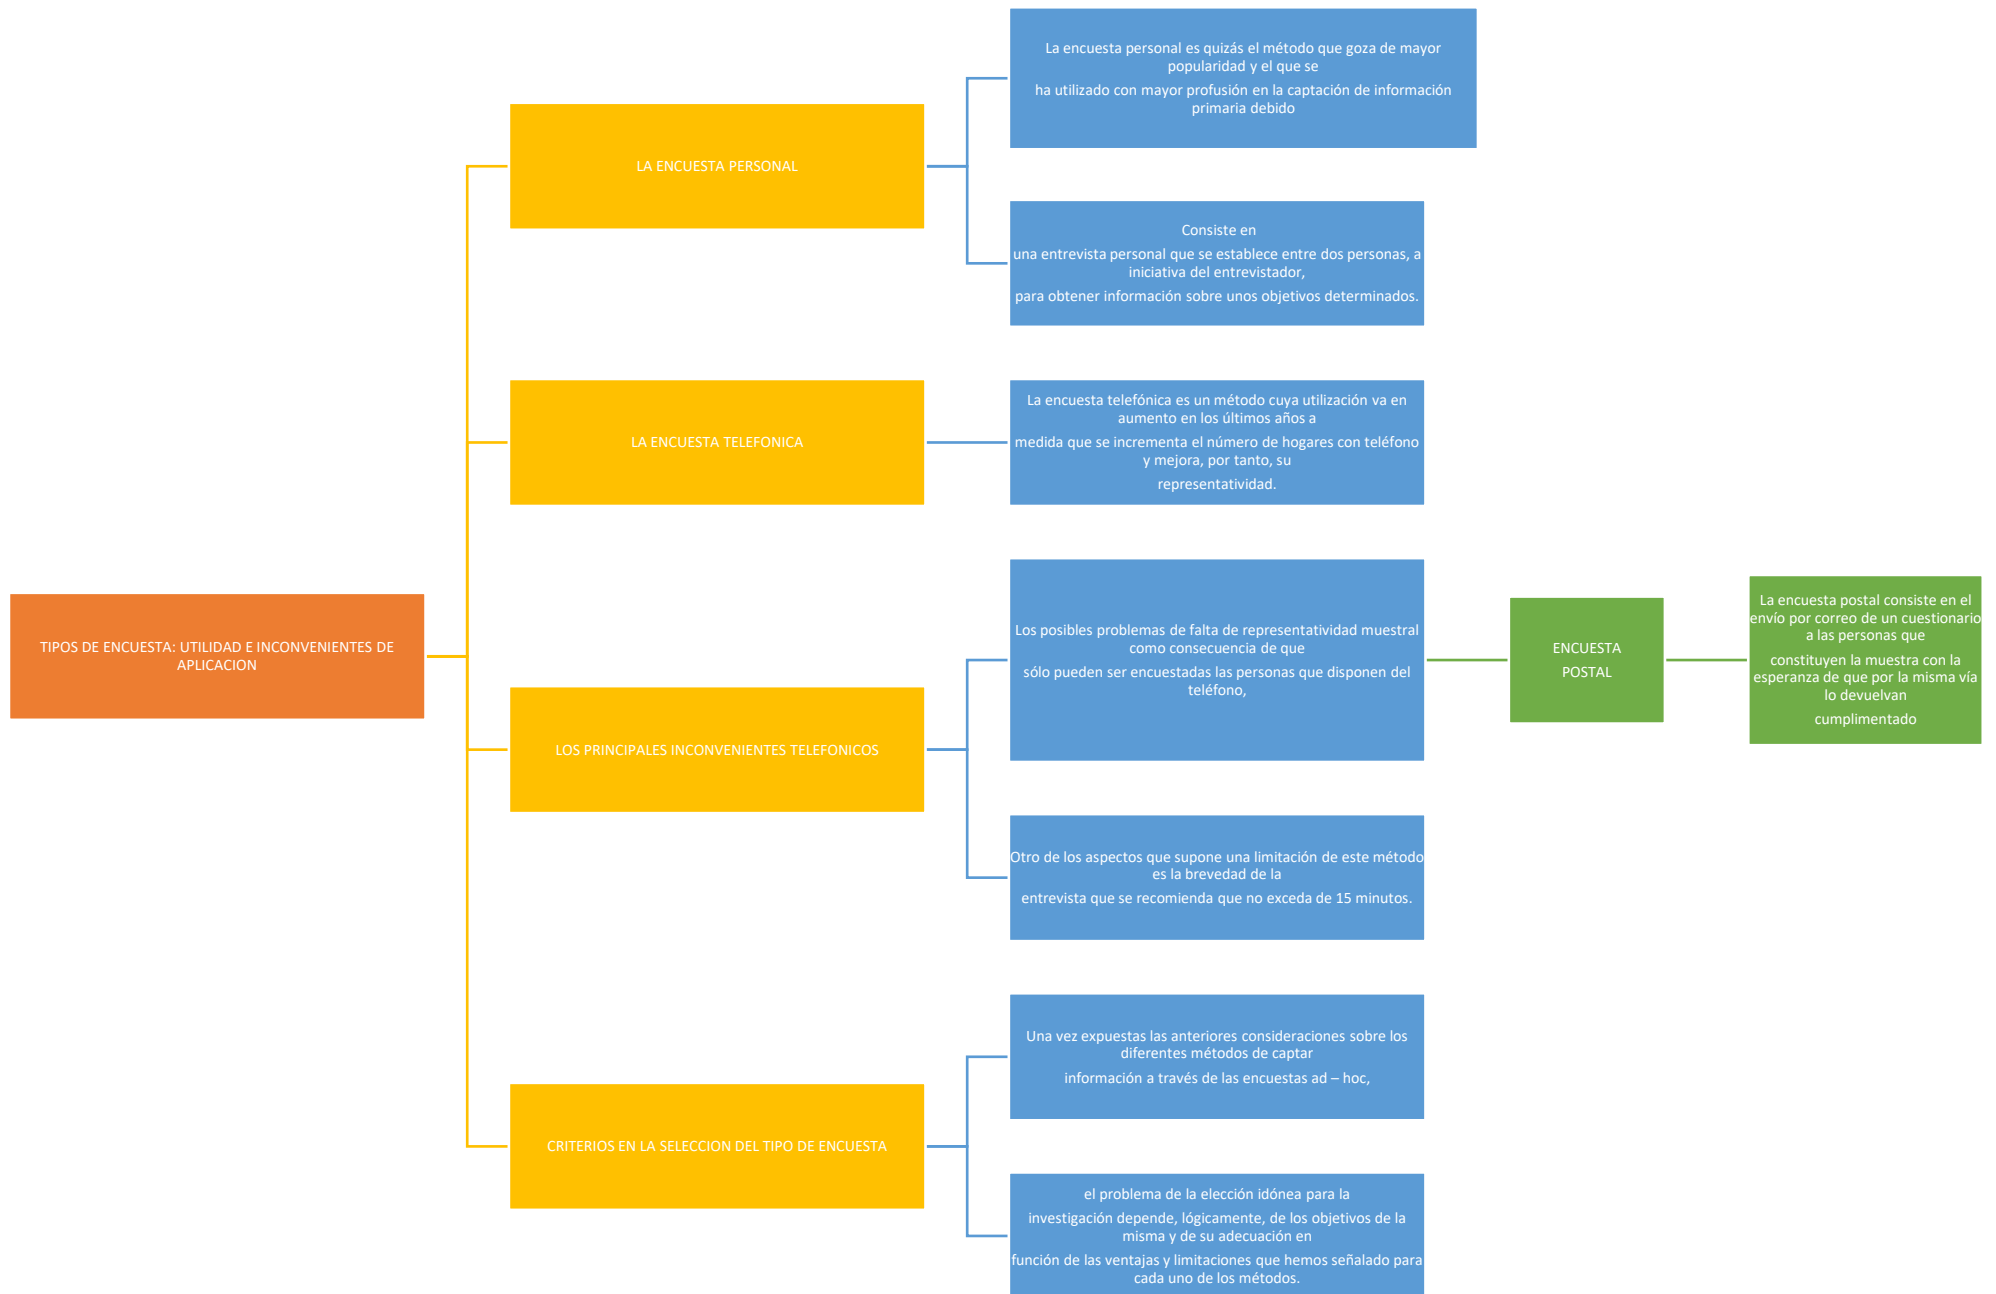 La encuesta personal es quizás el método que goza de mayor
popularidad y el que se
ha utilizado con mayor profusión en la captación de información
primaria debido
LA ENCUESTA PERSONAL
Consiste en
una entrevista personal que se establece entre dos personas, a
iniciativa del entrevistador,
para obtener información sobre unos objetivos determinados.
LA ENCUESTA TELEFONICA
La encuesta telefónica es un método cuya utilización va en
aumento en los últimos años a
medida que se incrementa el número de hogares con teléfono
y mejora, por tanto, su
representatividad.
TIPOS DE ENCUESTA: UTILIDAD E INCONVENIENTES DE
APLICACION
LOS PRINCIPALES INCONVENIENTES TELEFONICOS
Los posibles problemas de falta de representatividad muestral
como consecuencia de que
sólo pueden ser encuestadas las personas que disponen del
teléfono,
ENCUESTA
POSTAL
La encuesta postal consiste en el
envío por correo de un cuestionario
a las personas que
constituyen la muestra con la
esperanza de que por la misma vía
lo devuelvan
cumplimentado
Otro de los aspectos que supone una limitación de este método
es la brevedad de la
entrevista que se recomienda que no exceda de 15 minutos.
CRITERIOS EN LA SELECCION DEL TIPO DE ENCUESTA
Una vez expuestas las anteriores consideraciones sobre los
diferentes métodos de captar
información a través de las encuestas ad – hoc,
el problema de la elección idónea para la
investigación depende, lógicamente, de los objetivos de la
misma y de su adecuación en
función de las ventajas y limitaciones que hemos señalado para
cada uno de los métodos.